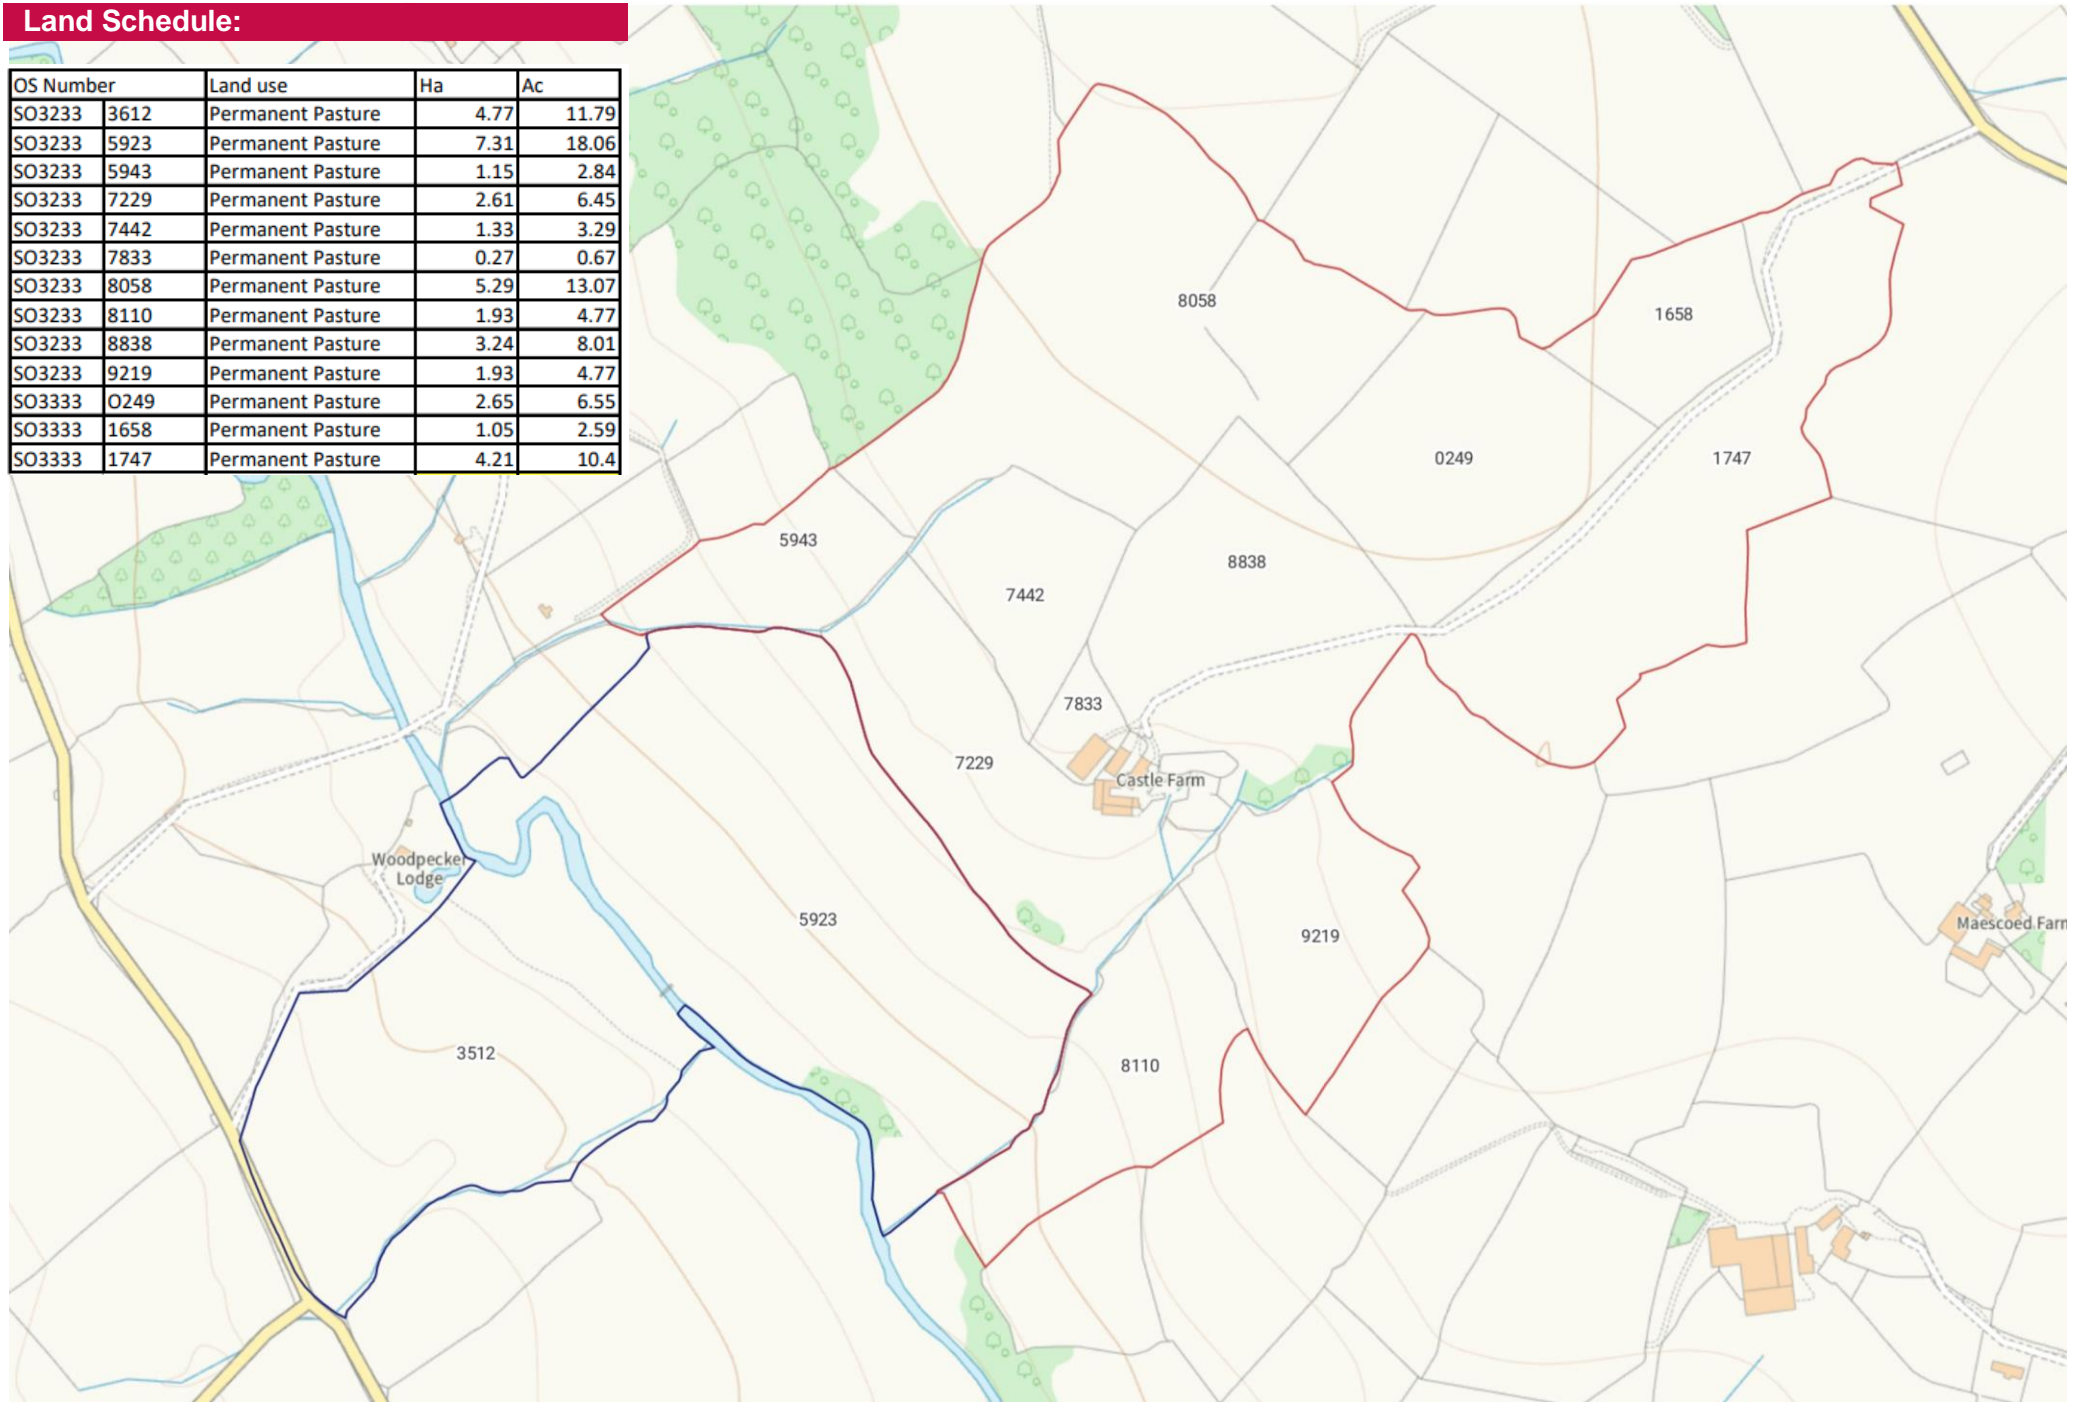 Land Schedule:
OS Number Land use Ha Ac
SO3233 3612 Permanent Pasture 4.77 11.79
SO3233 5923 Permanent Pasture 7.31 18.06
SO3233 5943 Permanent Pasture 1.15 2.84
SO3233 7229 Permanent Pasture 2.61 6.45
SO3233 7442 Permanent Pasture 1.33 3.29
SO3233 7833 Permanent Pasture 0.27 0.67
SO3233 8058 Permanent Pasture 5.29 13.07
SO3233 8110 Permanent Pasture 1.93 4.77
SO3233 8838 Permanent Pasture 3.24 8.01
SO3233 9219 Permanent Pasture 1.93 4.77
SO3333 O249 Permanent Pasture 2.65 6.55
SO3333 1658 Permanent Pasture 1.05 2.59
SO3333 1747 Permanent Pasture 4.21 10.4
8058
1658
0249
1747
5943
8838
7442
7833
7229
Castle Farm
Woodpecker
Lodge
5923
9219
Maescoed Farm
3512
8110